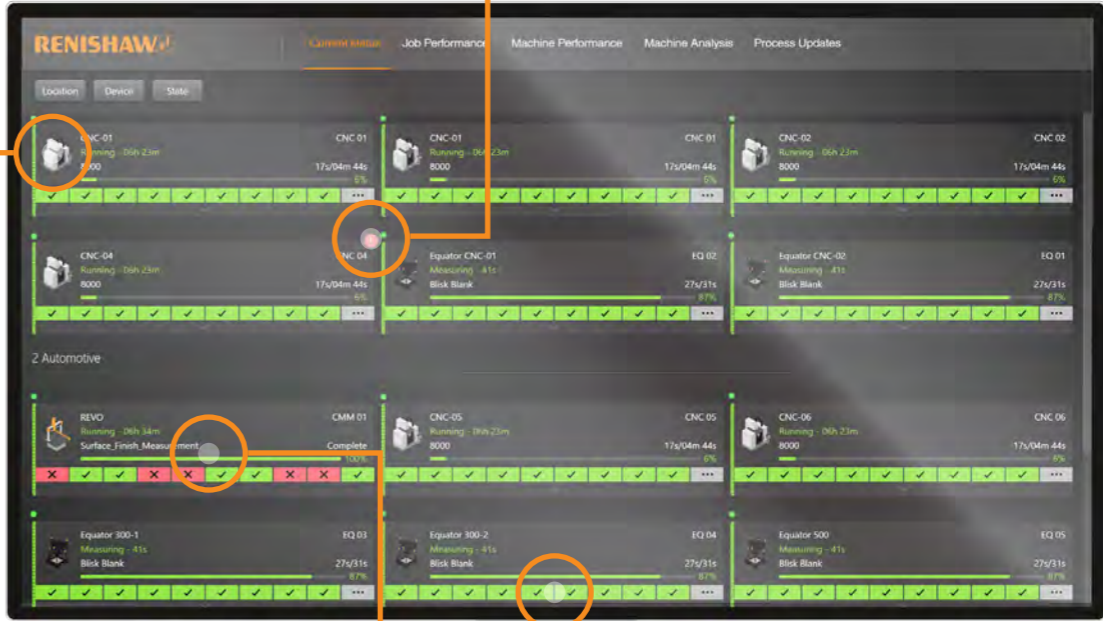 RENISHAW
Current Status Job Performance Machine Performance Machine Analysis Process Updates
Location Device State
CNC-01 CNC 01
Running - 06h 23m
8000 17s/04m 44s
6%
CNC-01 CNC 01
Running - 06h 23m
8000 17s/04m 44s
6%
CNC-02 CNC 02
Running - 06h 23m
8000 17s/04m 44s
6%
CNC-04 CNC 04
Running - 06h 23m
8000 17s/04m 44s
6%
Equator CNC-01 EQ 02
Measuring - 41s
Blisk Blank 27s/31s
87%
Equator CNC-02 EQ 01
Measuring - 41s
Blisk Blank 27s/31s
87%
2 Automotive
REVO CMM 01
Running - 06h 34m
Surface_Finish_Measurement Complete
100%
CNC-05 CNC 05
Running - 06h 23m
8000 17s/04m 44s
6%
CNC-06 CNC 06
Running - 06h 23m
8000 17s/04m 44s
6%
Equator 300-1 EQ 03
Measuring - 41s
Blisk Blank 27s/31s
87%
Equator 300-2 EQ 04
Measuring - 41s
Blisk Blank 27s/31s
87%
Equator 500 EQ 05
Measuring - 41s
Blisk Blank 27s/31s
87%